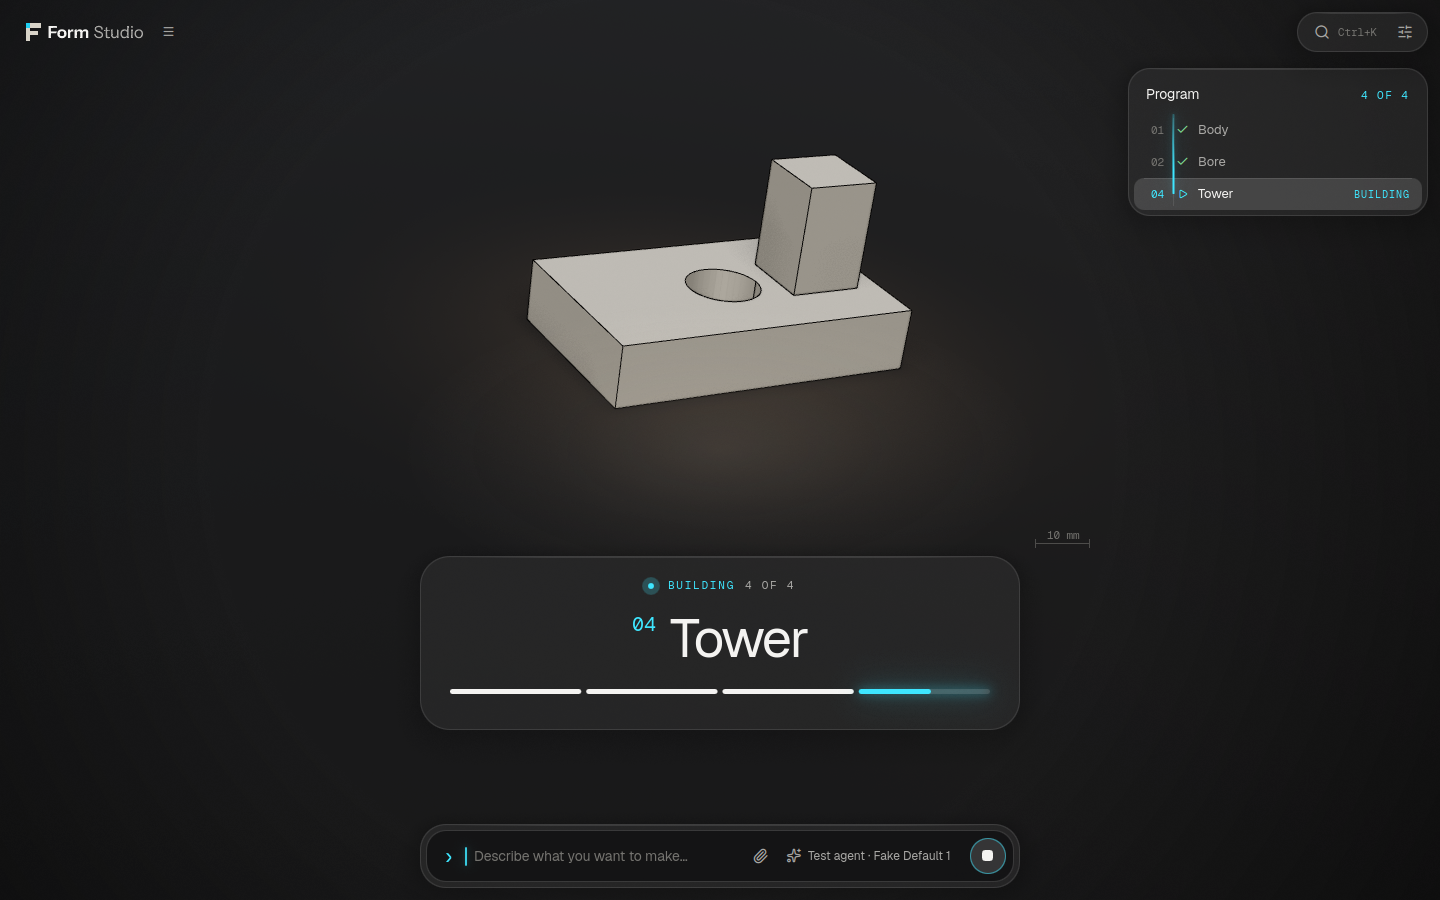 Form Studio
Ctrl+K
Program 4 OF 4
01 Body
02 Bore
04 Tower BUILDING
10 mm
BUILDING 4 OF 4
04 Tower
Describe what you want to make…
Test agent · Fake Default 1